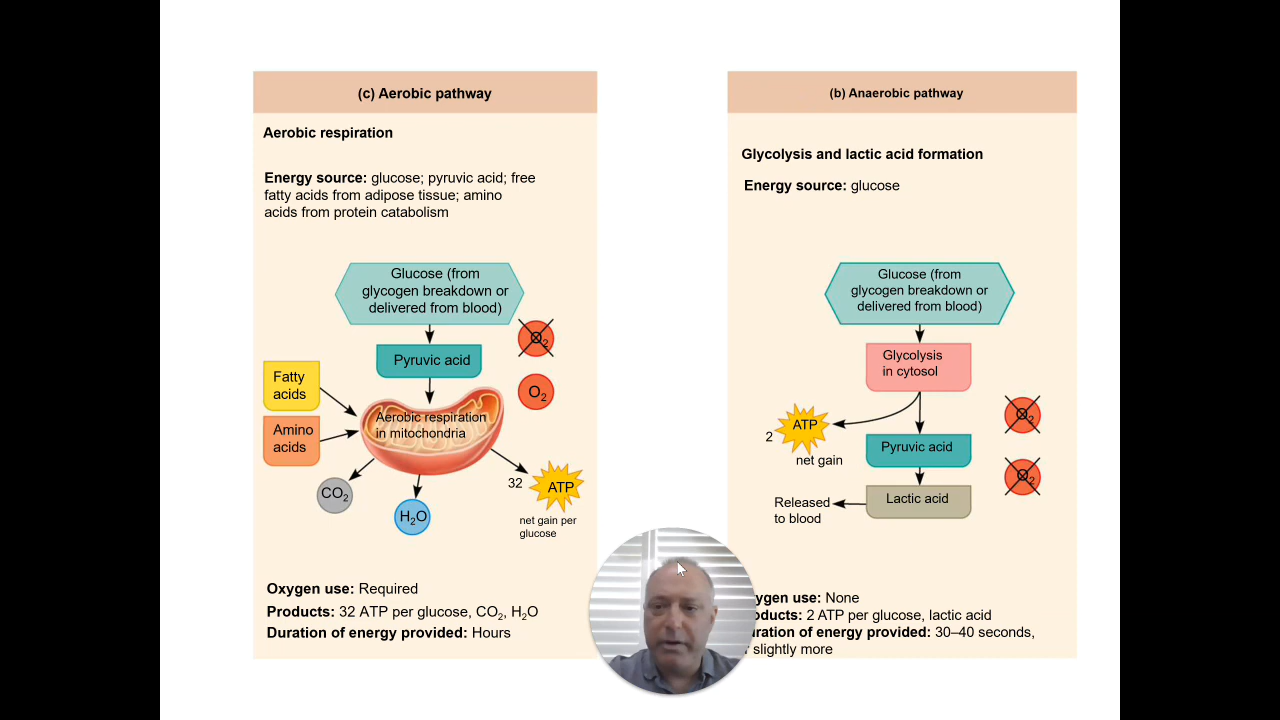 (c) Aerobic pathway
Aerobic respiration
Energy source: glucose; pyruvic acid; free
fatty acids from adipose tissue; amino
acids from protein catabolism
Glucose (from
glycogen breakdown or
delivered from blood)
O₂
Pyruvic acid
O₂
Fatty
acids
Amino
acids
Aerobic respiration
in mitochondria
CO₂
H₂O
32
ATP
net gain per
glucose
Oxygen use: Required
Products: 32 ATP per glucose, CO₂, H₂O
Duration of energy provided: Hours
(b) Anaerobic pathway
Glycolysis and lactic acid formation
Energy source: glucose
Glucose (from
glycogen breakdown or
delivered from blood)
Glycolysis
in cytosol
2
ATP
net gain
O₂
Pyruvic acid
O₂
Lactic acid
Released
to blood
ygen use: None
oducts: 2 ATP per glucose, lactic acid
uration of energy provided: 30–40 seconds,
slightly more